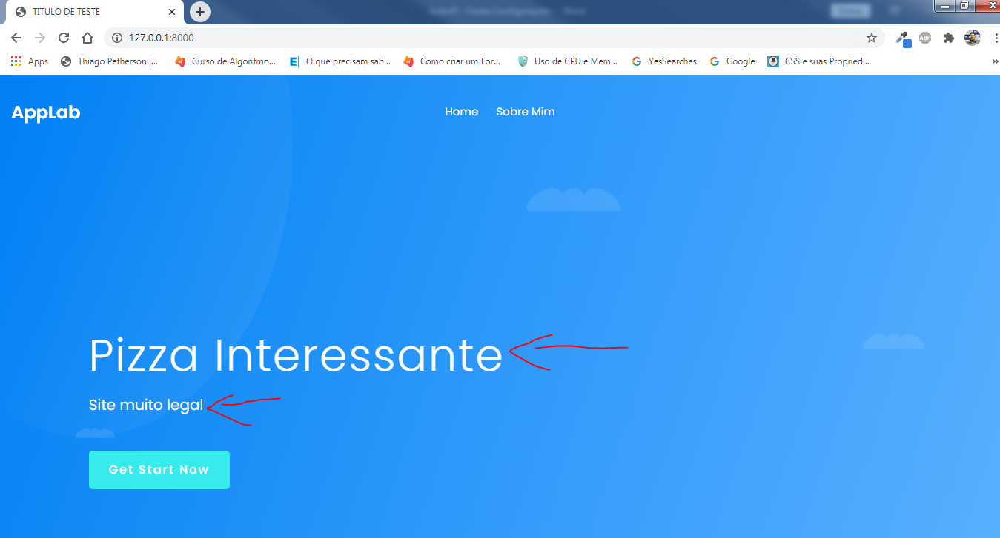 TITULO DE TESTE
127.0.0.1:8000
ABP
Apps
Thiago Petherson |...
Curso de Algoritmo...
O que precisam sab...
Como criar um For...
Uso de CPU e Mem...
YesSearches
Google
CSS e suas Propried...
AppLab
Home
Sobre Mim
Pizza Interessante
Site muito legal
Get Start Now